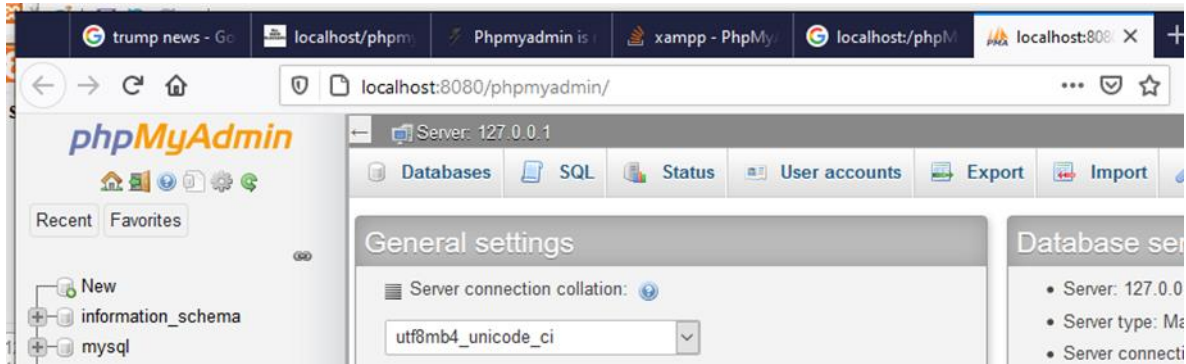 trump news - Go localhost/phpmy Phpmyadmin is xampp - PhpMy localhost:/phpM localhost:808
localhost:8080/phpmyadmin/
phpMyAdmin
Server: 127.0.0.1
Databases SQL Status User accounts Export Import
Recent Favorites
General settings
Database ser
New
Server connection collation:
Server: 127.0.0
information_schema
utf8mb4_unicode_ci
Server type: Ma
mysql
Server connecti